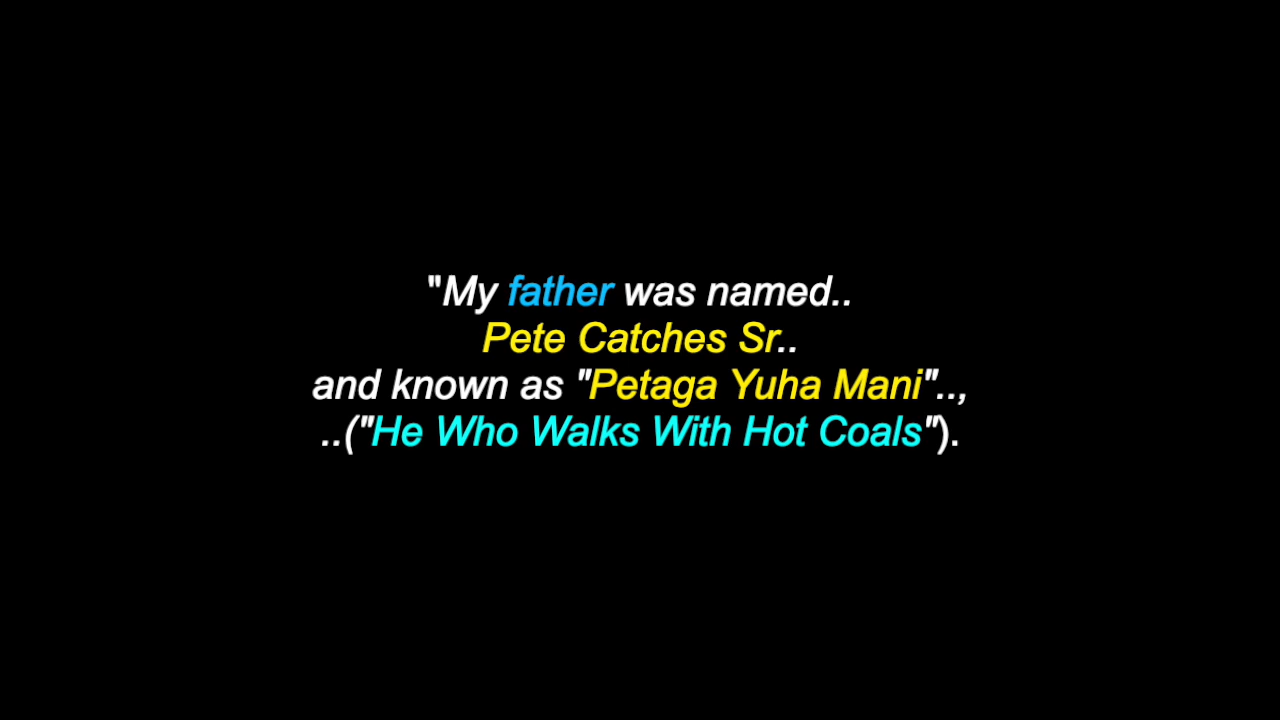 "My father was named..
Pete Catches Sr..
and known as "Petaga Yuha Mani"..,
..("He Who Walks With Hot Coals").